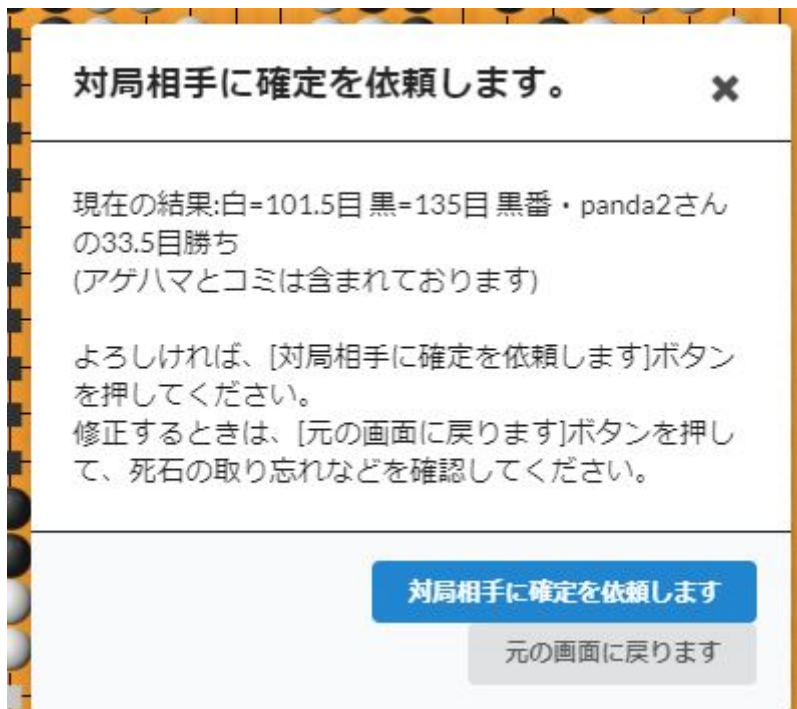 対局相手に確定を依頼します。
現在の結果:白=101.5目 黒=135目 黒番・panda2さん
の33.5目勝ち
(アゲハマとコミは含まれております)
よろしければ、[対局相手に確定を依頼します]ボタン
を押してください。
修正するときは、[元の画面に戻ります]ボタンを押し
て、死石の取り忘れなどを確認してください。
対局相手に確定を依頼します
元の画面に戻ります